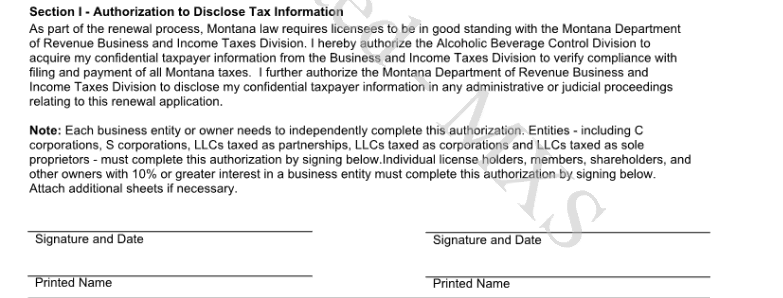 Section I - Authorization to Disclose Tax Information
As part of the renewal process, Montana law requires licensees to be in good standing with the Montana Department
of Revenue Business and Income Taxes Division. I hereby authorize the Alcoholic Beverage Control Division to
acquire my confidential taxpayer information from the Business and Income Taxes Division to verify compliance with
filing and payment of all Montana taxes.  I further authorize the Montana Department of Revenue Business and
Income Taxes Division to disclose my confidential taxpayer information in any administrative or judicial proceedings
relating to this renewal application.
Note: Each business entity or owner needs to independently complete this authorization. Entities - including C
corporations, S corporations, LLCs taxed as partnerships, LLCs taxed as corporations and LLCs taxed as sole
proprietors - must complete this authorization by signing below.Individual license holders, members, shareholders, and
other owners with 10% or greater interest in a business entity must complete this authorization by signing below.
Attach additional sheets if necessary.
Signature and Date
Signature and Date
Printed Name
Printed Name
ed - MXS